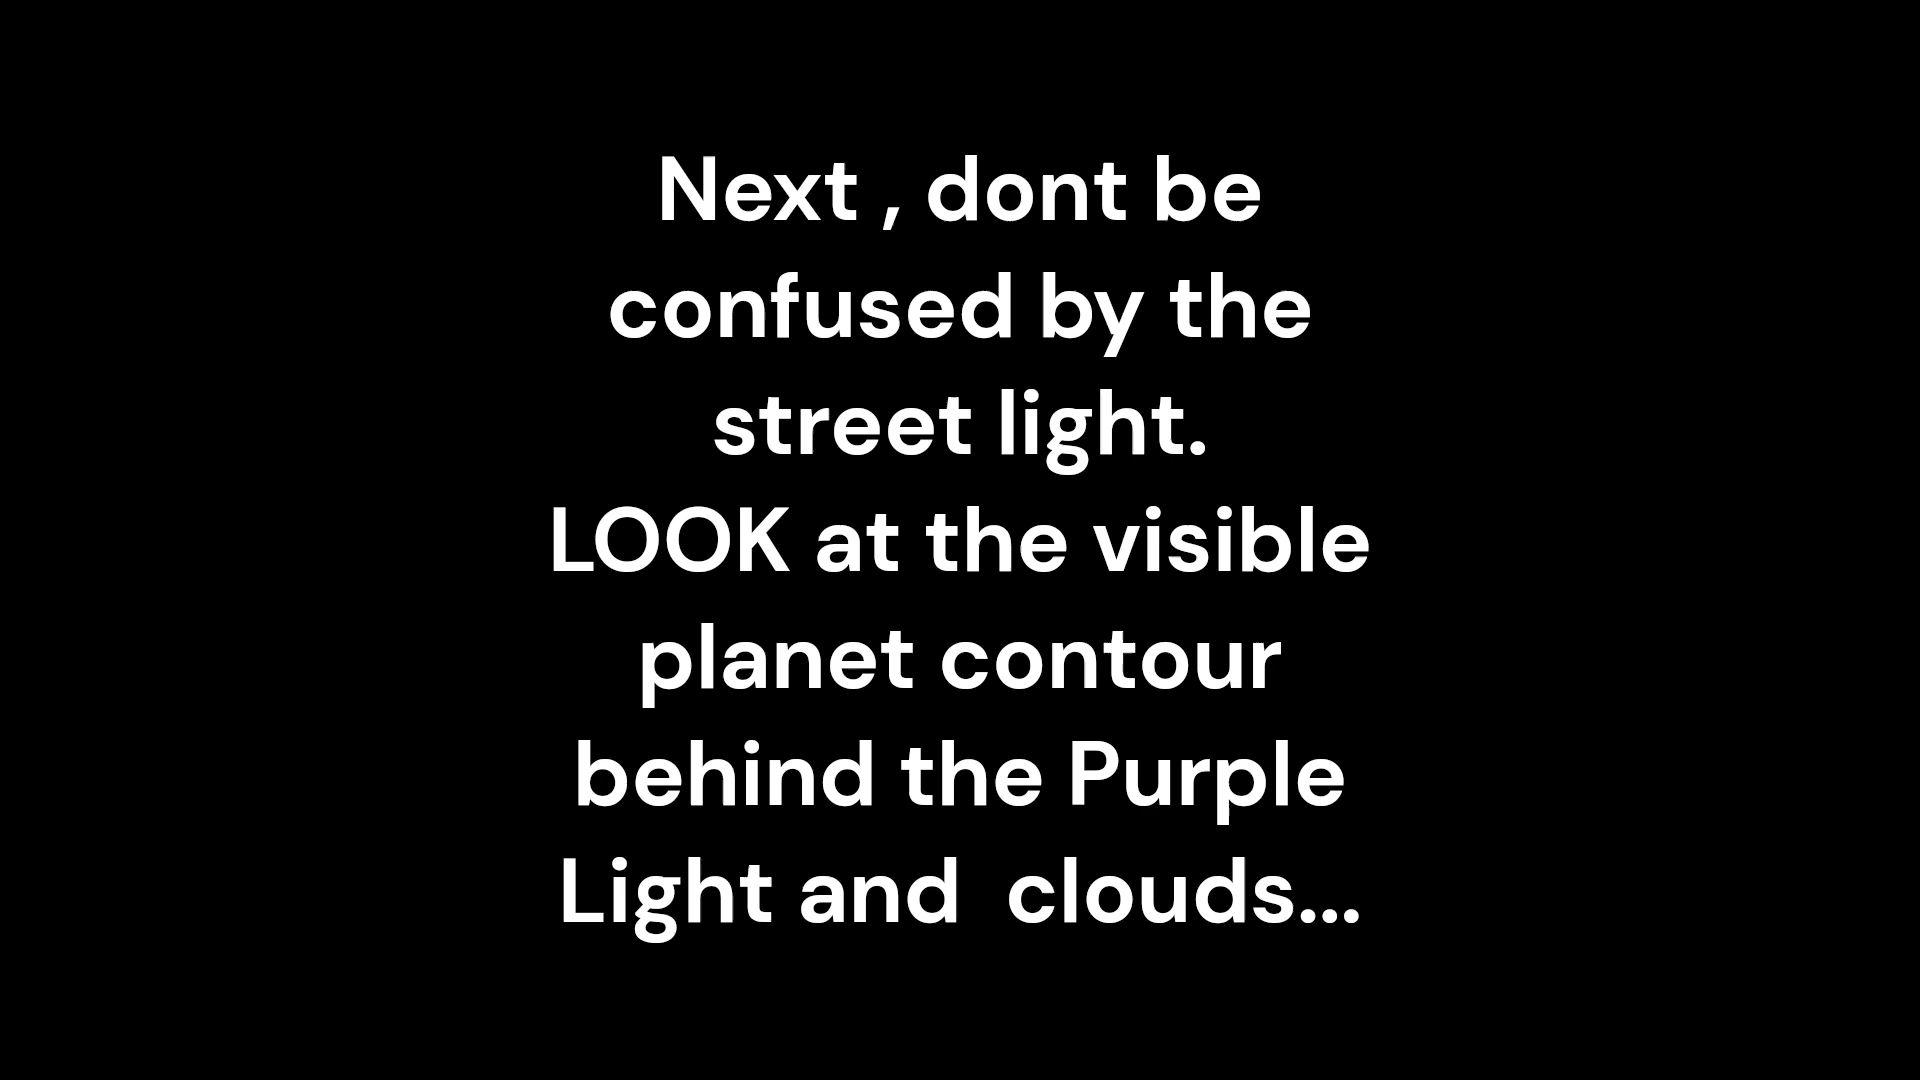 Next , dont be
confused by the
street light.
LOOK at the visible
planet contour
behind the Purple
Light and  clouds...